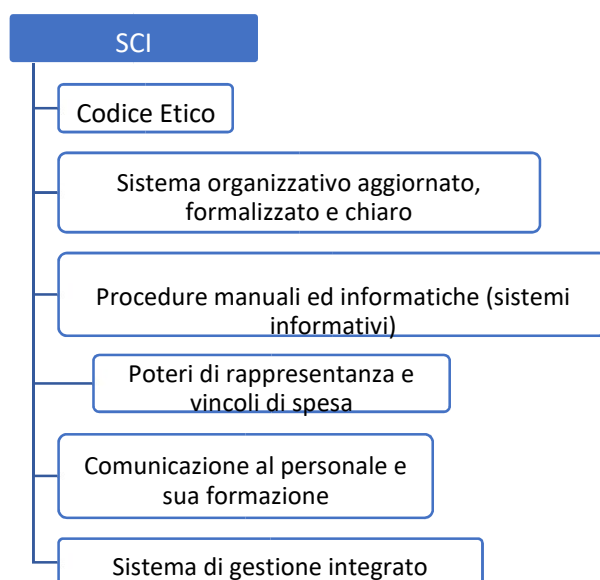 SCI
Codice Etico
Sistema organizzativo aggiornato,
formalizzato e chiaro
Procedure manuali ed informatiche (sistemi
informativi)
Poteri di rappresentanza e
vincoli di spesa
Comunicazione al personale e
sua formazione
Sistema di gestione integrato